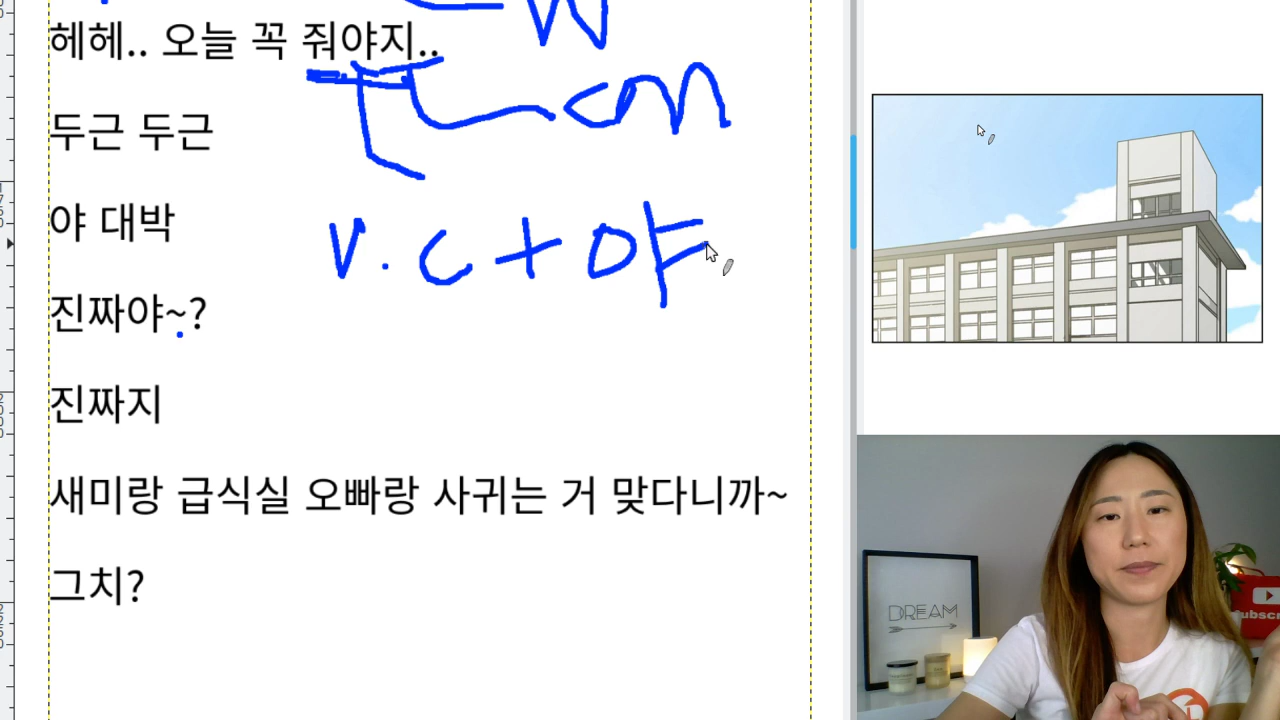 헤헤.. 오늘 꼭 줘야지..
두근 두근
야 대박
v.c + 야
진짜야~?
진짜지
새미랑 급식실 오빠랑 사귀는 거 맞다니까~
그치?
DREAM